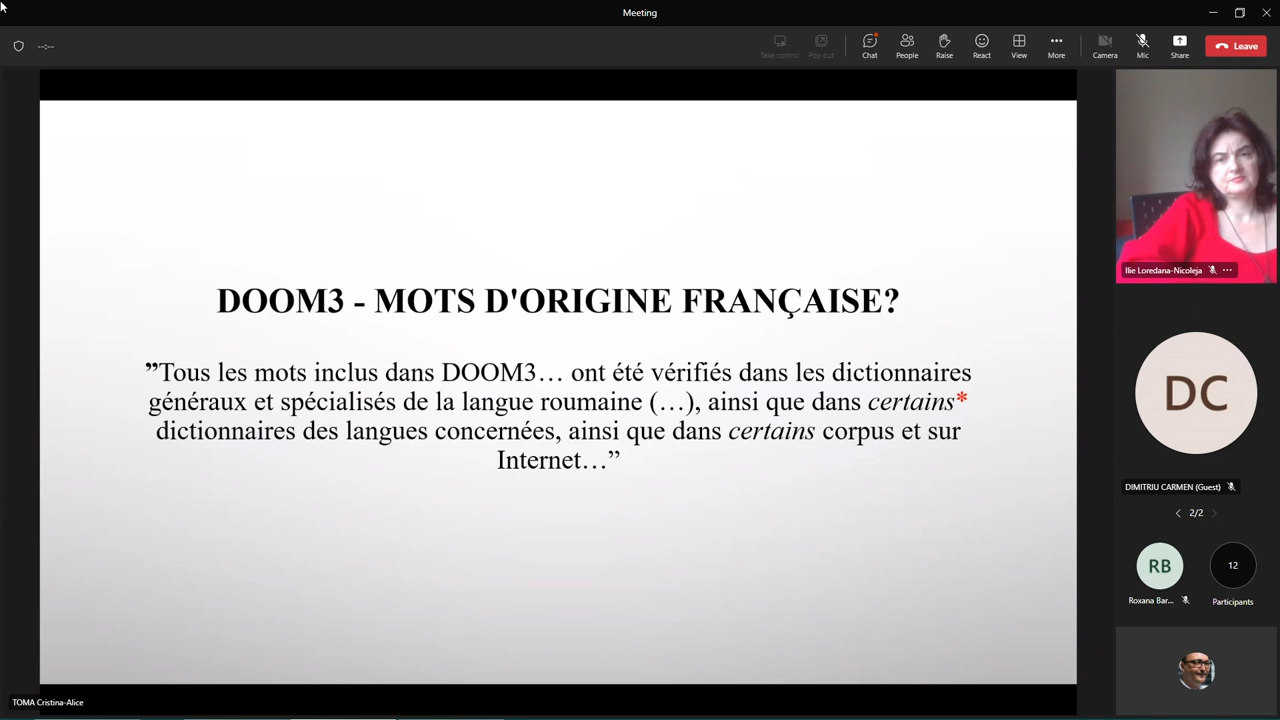 Meeting
--:--
Take control
Pop out
Chat
People
Raise
React
View
More
Camera
Mic
Share
Leave
DOOM3 - MOTS D'ORIGINE FRANÇAISE?
”Tous les mots inclus dans DOOM3… ont été vérifiés dans les dictionnaires
généraux et spécialisés de la langue roumaine (…), ainsi que dans certains*
dictionnaires des langues concernées, ainsi que dans certains corpus et sur
Internet…”
Ilie Loredana-Nicoleja
DC
DIMITRIU CARMEN (Guest)
2/2
RB
12
Roxana Bar...
Participants
TOMA Cristina-Alice